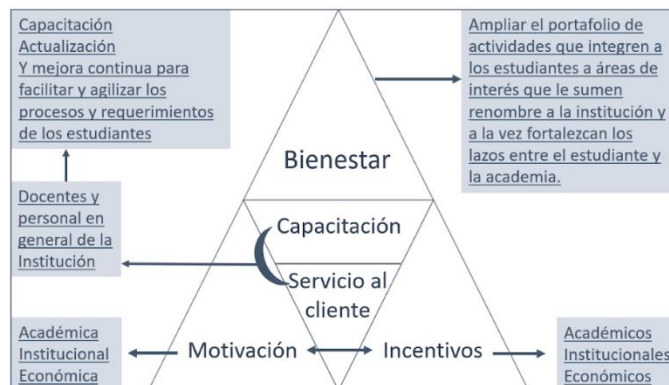 Capacitación
Actualización
Y mejora continua para
facilitar y agilizar los
procesos y requerimientos
de los estudiantes
Ampliar el portafolio de
actividades que integren a
los estudiantes a áreas de
interés que le sumen
renombre a la institución y
a la vez fortalezcan los
lazos entre el estudiante y
la academia.
Bienestar
Docentes y
personal en
general de la
Institución
Capacitación
Servicio al
cliente
Académica
Institucional
Económica
Motivación
Incentivos
Académicos
Institucionales
Económicos